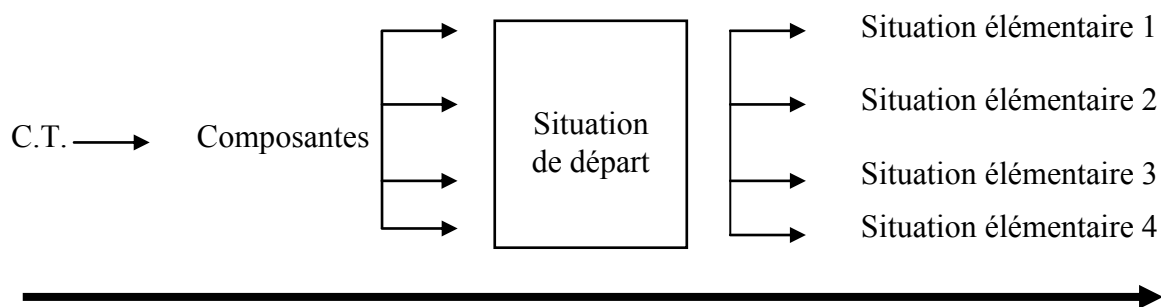 Situation élémentaire 1
Situation élémentaire 2
C.T.
Composantes
Situation
de départ
Situation élémentaire 3
Situation élémentaire 4